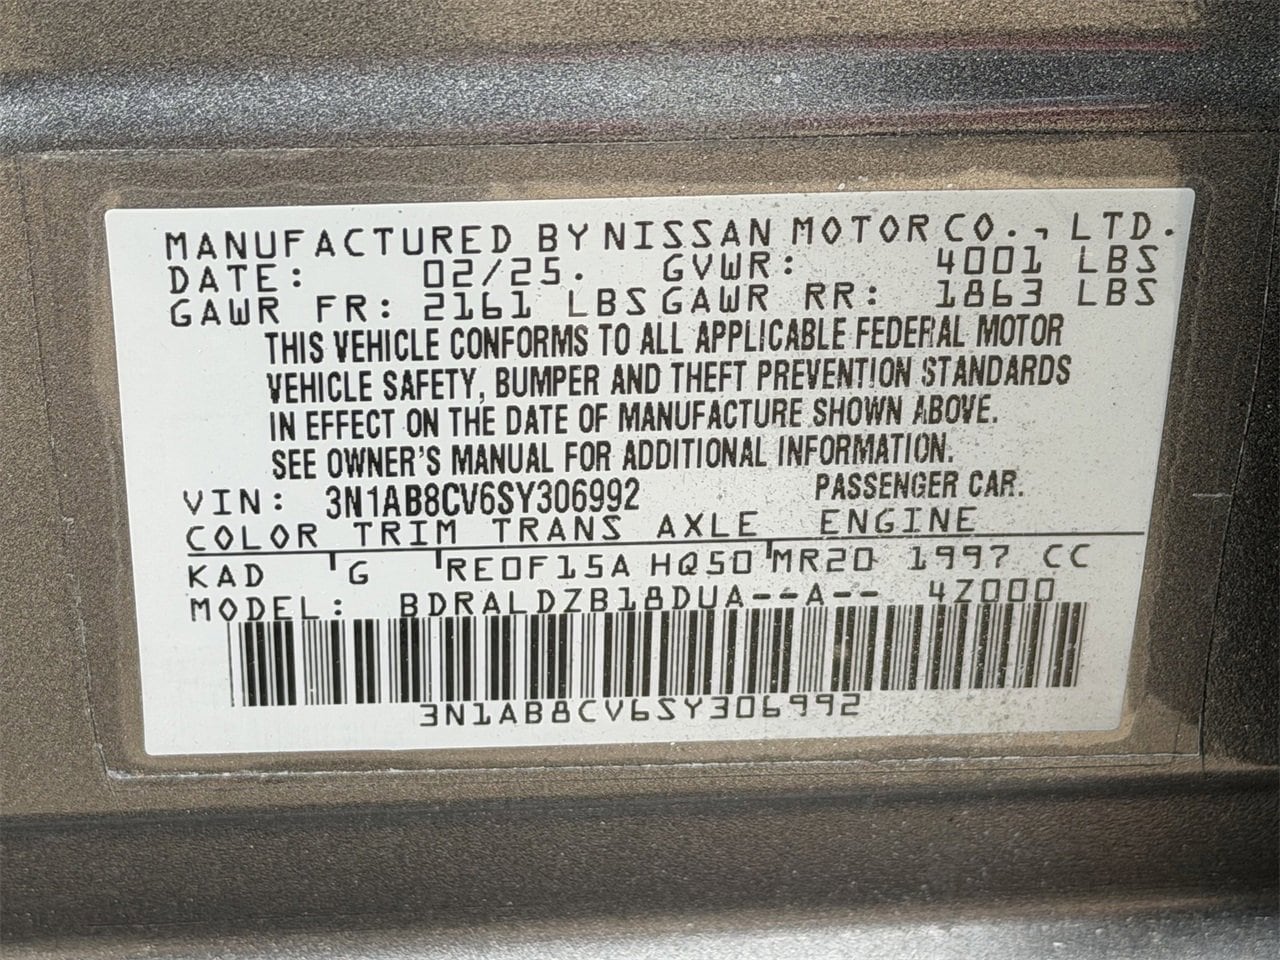 MANUFACTURED BY NISSAN MOTOR CO., LTD.
DATE: 02/25. GVWR: 4001 LBS
GAWR FR: 2161 LBS GAWR RR: 1863 LBS
THIS VEHICLE CONFORMS TO ALL APPLICABLE FEDERAL MOTOR
VEHICLE SAFETY, BUMPER AND THEFT PREVENTION STANDARDS
IN EFFECT ON THE DATE OF MANUFACTURE SHOWN ABOVE.
SEE OWNER'S MANUAL FOR ADDITIONAL INFORMATION.
VIN: 3N1AB8CV6SY306992 PASSENGER CAR.
COLOR TRIM TRANS AXLE ENGINE
KAD G RE0F15A HQ50 MR20 1997 CC
MODEL: BDRALDZB18DUA--A-- 4Z000
3N1AB8CV6SY306992